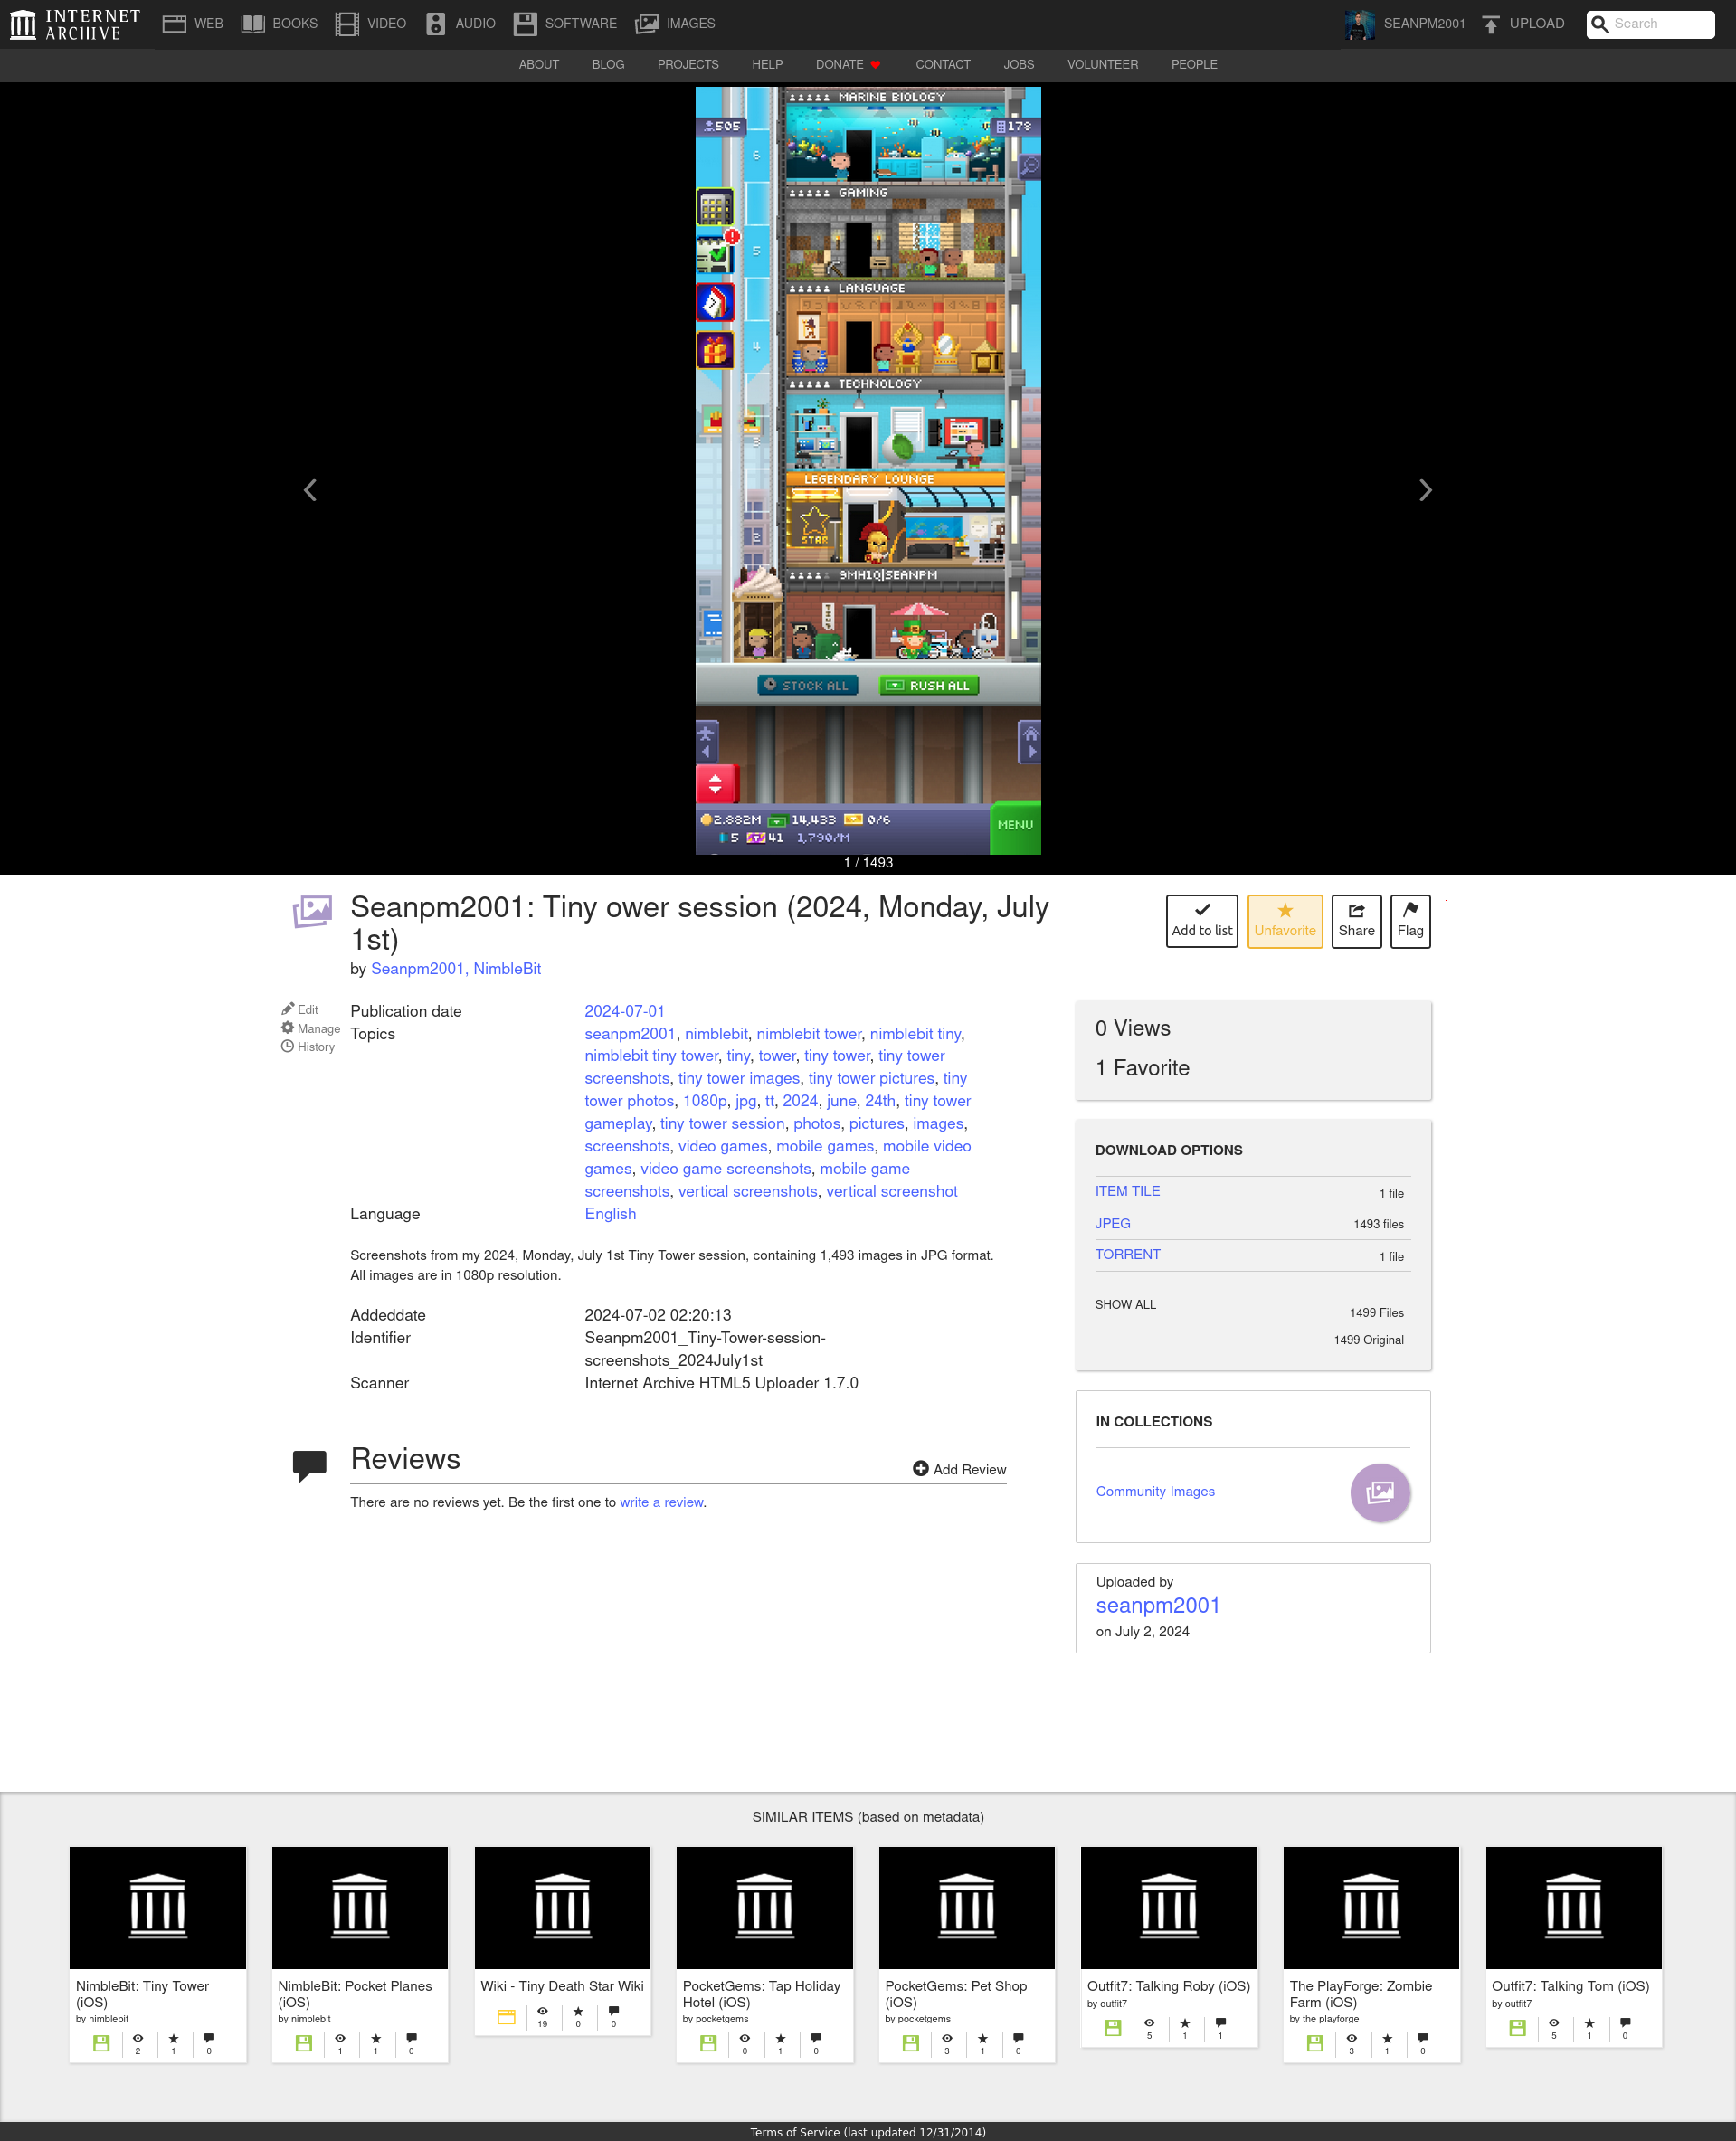 INTERNET ARCHIVE
WEB BOOKS VIDEO AUDIO SOFTWARE IMAGES SEANPM2001 UPLOAD Search
ABOUT BLOG PROJECTS HELP DONATE CONTACT JOBS VOLUNTEER PEOPLE
MARINE BIOLOGY
505 178
6
GAMING
5
LANGUAGE
4
TECHNOLOGY
3
LEGENDARY LOUNGE
STAR
2
9MH1Q|SEANPM
TINY
STOCK ALL RUSH ALL
2.882M 14,433 0/6 MENU
5 41 1,790/M
1 / 1493
Seanpm2001: Tiny ower session (2024, Monday, July
1st)
by Seanpm2001, NimbleBit
Add to list Unfavorite Share Flag
Edit
Manage
History
Publication date 2024-07-01
Topics seanpm2001, nimblebit, nimblebit tower, nimblebit tiny,
nimblebit tiny tower, tiny, tower, tiny tower, tiny tower
screenshots, tiny tower images, tiny tower pictures, tiny
tower photos, 1080p, jpg, tt, 2024, june, 24th, tiny tower
gameplay, tiny tower session, photos, pictures, images,
screenshots, video games, mobile games, mobile video
games, video game screenshots, mobile game
screenshots, vertical screenshots, vertical screenshot
Language English
Screenshots from my 2024, Monday, July 1st Tiny Tower session, containing 1,493 images in JPG format.
All images are in 1080p resolution.
Addeddate 2024-07-02 02:20:13
Identifier Seanpm2001_Tiny-Tower-session-
screenshots_2024July1st
Scanner Internet Archive HTML5 Uploader 1.7.0
Reviews
Add Review
There are no reviews yet. Be the first one to write a review.
0 Views
1 Favorite
DOWNLOAD OPTIONS
ITEM TILE 1 file
JPEG 1493 files
TORRENT 1 file
SHOW ALL 1499 Files
1499 Original
IN COLLECTIONS
Community Images
Uploaded by
seanpm2001
on July 2, 2024
SIMILAR ITEMS (based on metadata)
NimbleBit: Tiny Tower
(iOS)
by nimblebit
2 1 0
NimbleBit: Pocket Planes
(iOS)
by nimblebit
1 1 0
Wiki - Tiny Death Star Wiki
19 0 0
PocketGems: Tap Holiday
Hotel (iOS)
by pocketgems
0 1 0
PocketGems: Pet Shop
(iOS)
by pocketgems
3 1 0
Outfit7: Talking Roby (iOS)
by outfit7
5 1 1
The PlayForge: Zombie
Farm (iOS)
by the playforge
3 1 0
Outfit7: Talking Tom (iOS)
by outfit7
5 1 0
Terms of Service (last updated 12/31/2014)